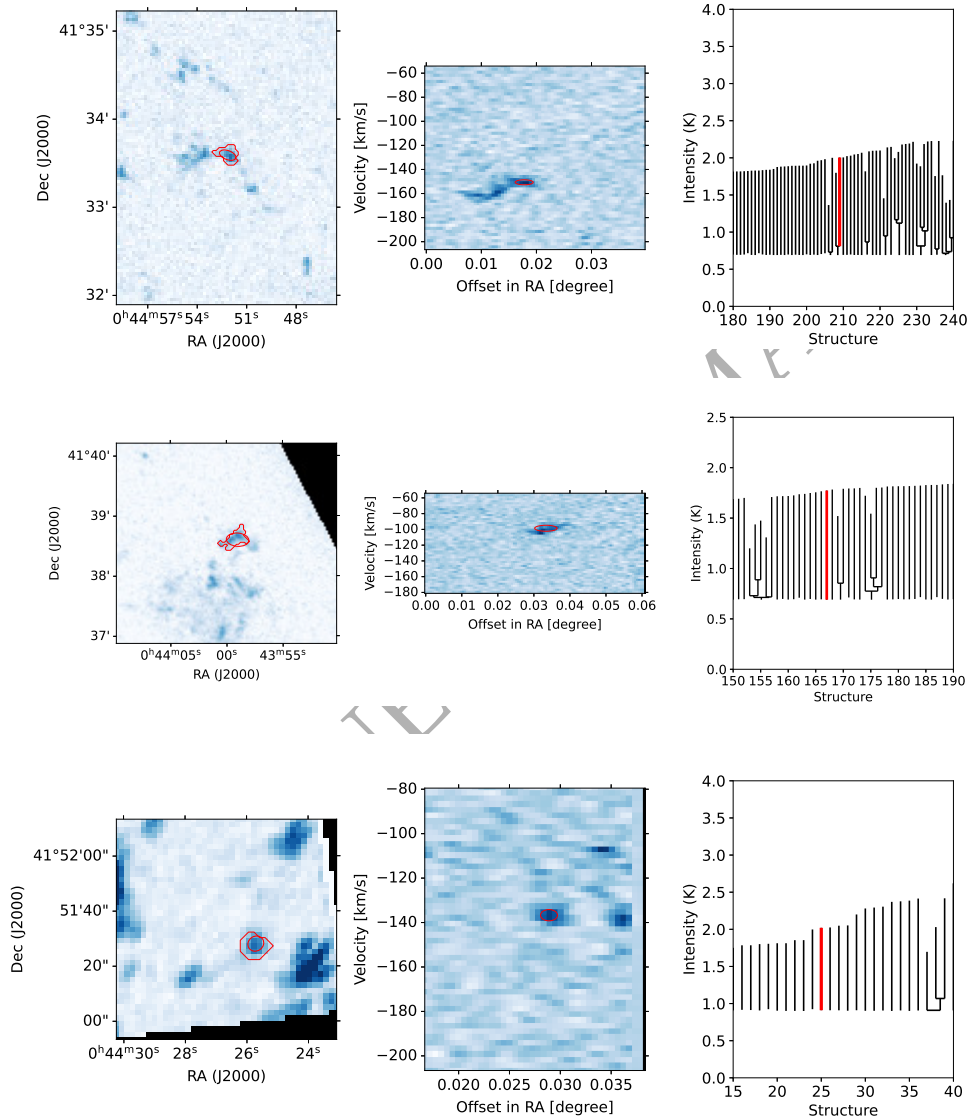 41°35'
34'
33'
32'
Dec (J2000)
0ʰ44ᵐ57ˢ 54ˢ 51ˢ 48ˢ
RA (J2000)
−60
−80
−100
−120
−140
−160
−180
−200
Velocity [km/s]
0.00 0.01 0.02 0.03
Offset in RA [degree]
4.0
3.5
3.0
2.5
2.0
1.5
1.0
0.5
0.0
Intensity (K)
180 190 200 210 220 230 240
Structure
41°40'
39'
38'
37'
Dec (J2000)
0ʰ44ᵐ05ˢ 00ˢ 43ᵐ55ˢ
RA (J2000)
−60
−80
−100
−120
−140
−160
−180
Velocity [km/s]
0.00 0.01 0.02 0.03 0.04 0.05 0.06
Offset in RA [degree]
2.5
2.0
1.5
1.0
0.5
0.0
Intensity (K)
150 155 160 165 170 175 180 185 190
Structure
41°52'00"
51'40"
20"
00"
Dec (J2000)
0ʰ44ᵐ30ˢ 28ˢ 26ˢ 24ˢ
RA (J2000)
−80
−100
−120
−140
−160
−180
−200
Velocity [km/s]
0.020 0.025 0.030 0.035
Offset in RA [degree]
4.0
3.5
3.0
2.5
2.0
1.5
1.0
0.5
0.0
Intensity (K)
15 20 25 30 35 40
Structure